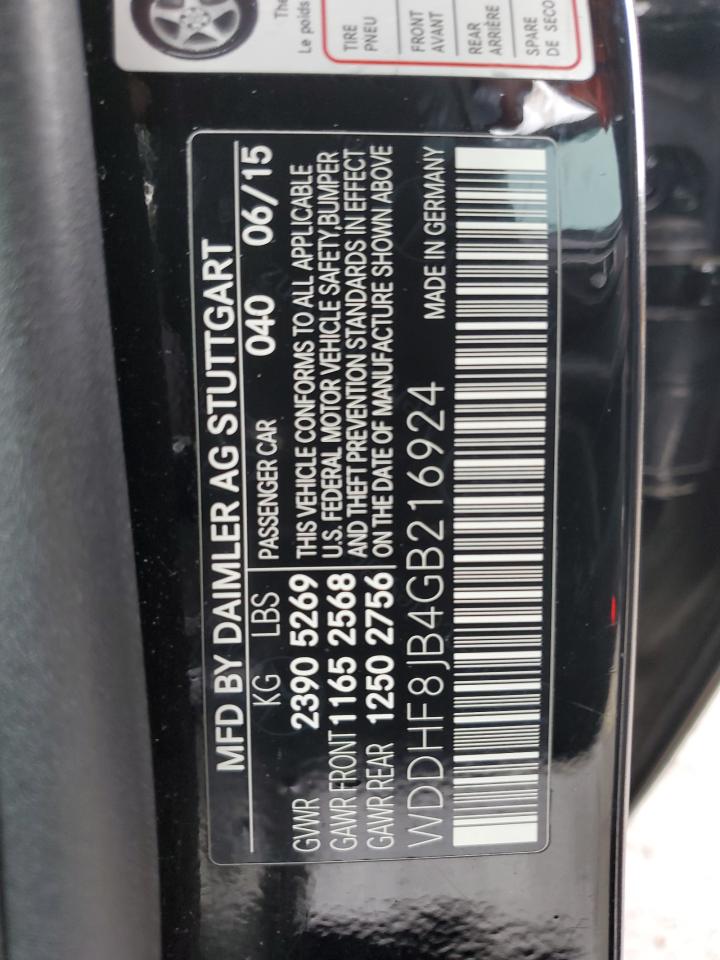 The
Le poids
TIRE
PNEU
FRONT
AVANT
REAR
ARRIÈRE
SPARE
DE SECO
MFD BY DAIMLER AG STUTTGART
KG LBS PASSENGER CAR 040 06/15
GVWR 2390 5269 THIS VEHICLE CONFORMS TO ALL APPLICABLE
GAWR FRONT 1165 2568 U.S. FEDERAL MOTOR VEHICLE SAFETY, BUMPER
AND THEFT PREVENTION STANDARDS IN EFFECT
GAWR REAR 1250 2756 ON THE DATE OF MANUFACTURE SHOWN ABOVE
WDDHF8JB4GB216924 MADE IN GERMANY